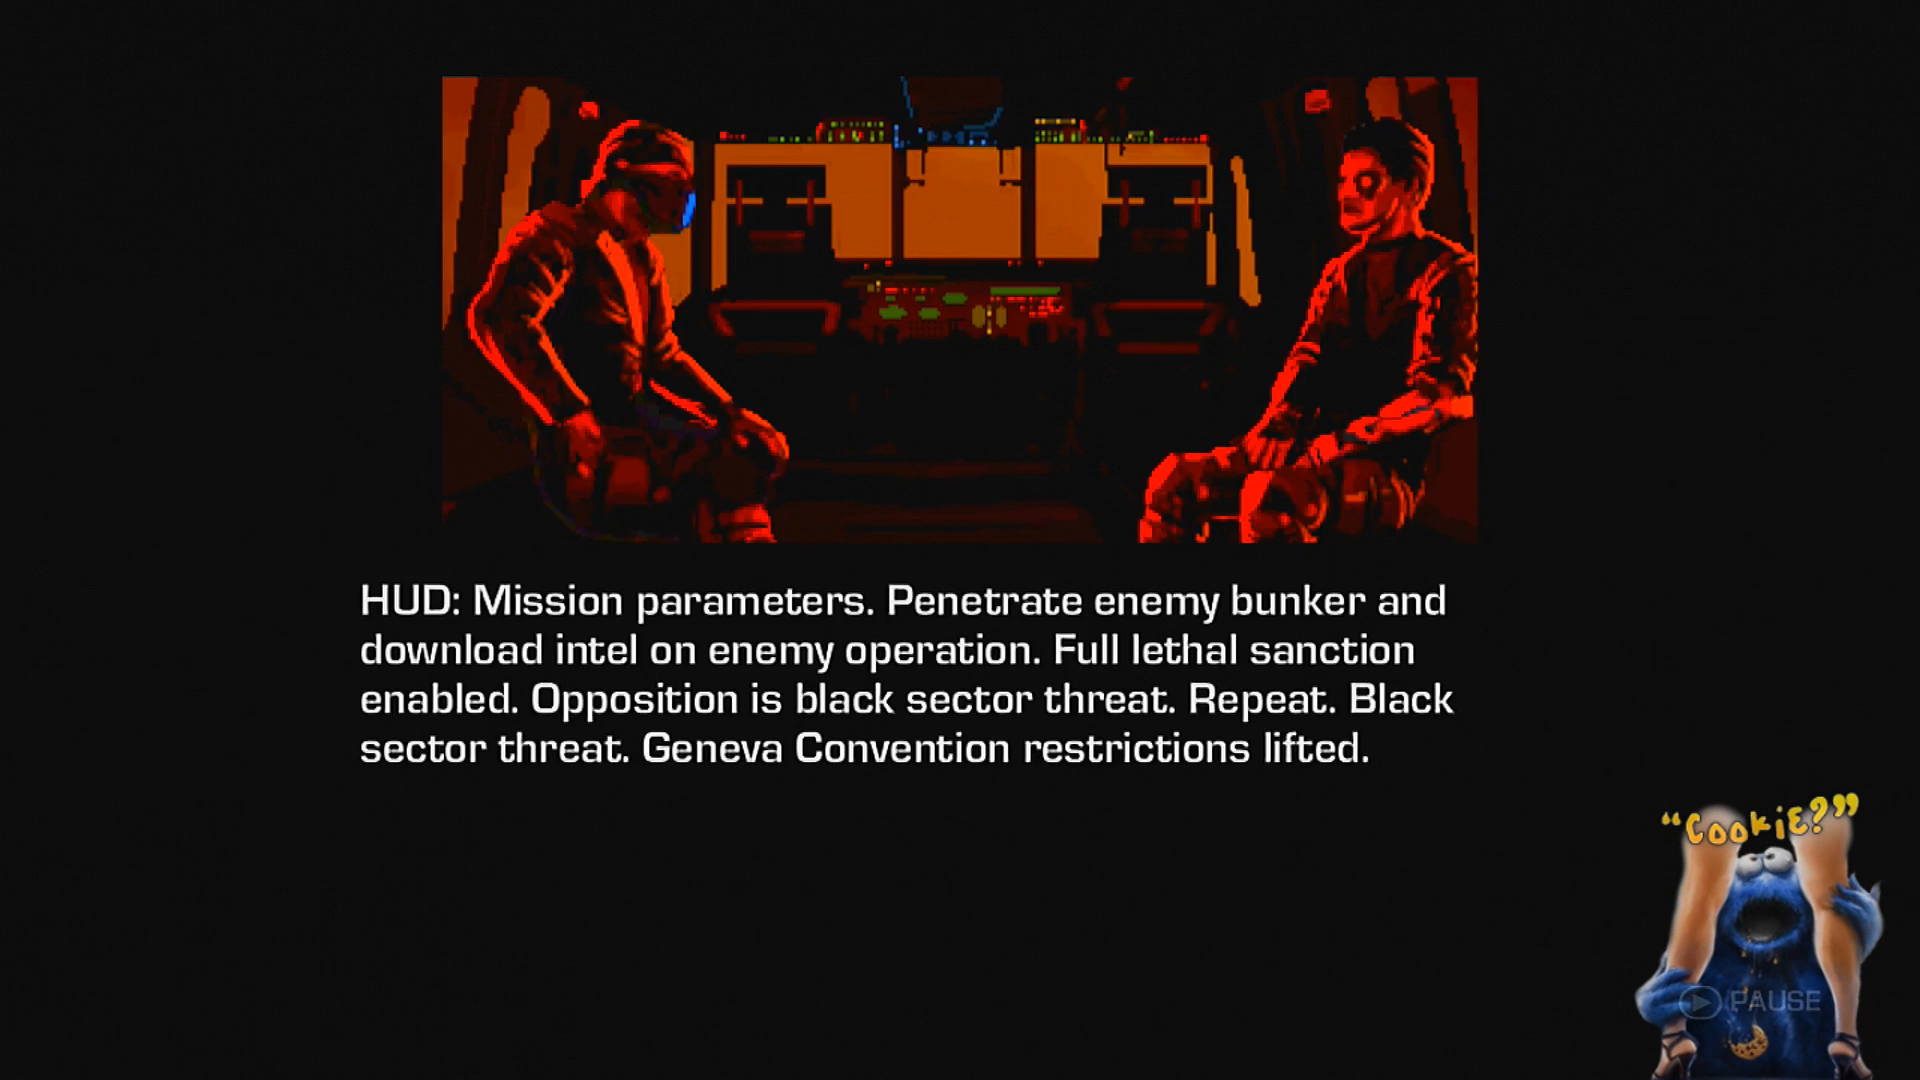 HUD: Mission parameters. Penetrate enemy bunker and
download intel on enemy operation. Full lethal sanction
enabled. Opposition is black sector threat. Repeat. Black
sector threat. Geneva Convention restrictions lifted.
“Cookie?”
PAUSE